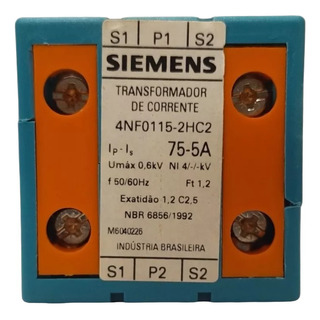 S1 P1 S2
SIEMENS
TRANSFORMADOR
DE CORRENTE
4NF0115-2HC2
Ip - Is 75-5A
Umáx 0,6kV NI 4/-/-kV
f 50/60Hz Ft 1,2
Exatidão 1,2 C2,5
NBR 6856/1992
M6040226
INDÚSTRIA BRASILEIRA
S1 P2 S2